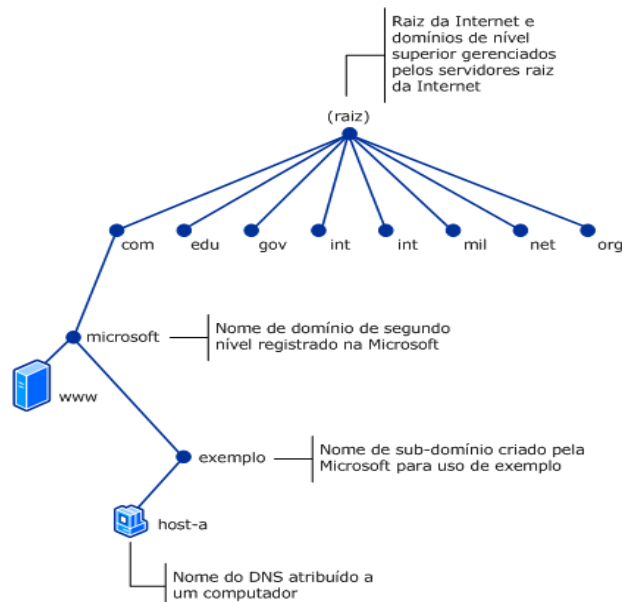 Raiz da Internet e
domínios de nível
superior gerenciados
pelos servidores raiz
da Internet
(raiz)
com edu gov int int mil net org
microsoft
Nome de domínio de segundo
nível registrado na Microsoft
www
exemplo
Nome de sub-domínio criado pela
Microsoft para uso de exemplo
host-a
Nome do DNS atribuído a
um computador